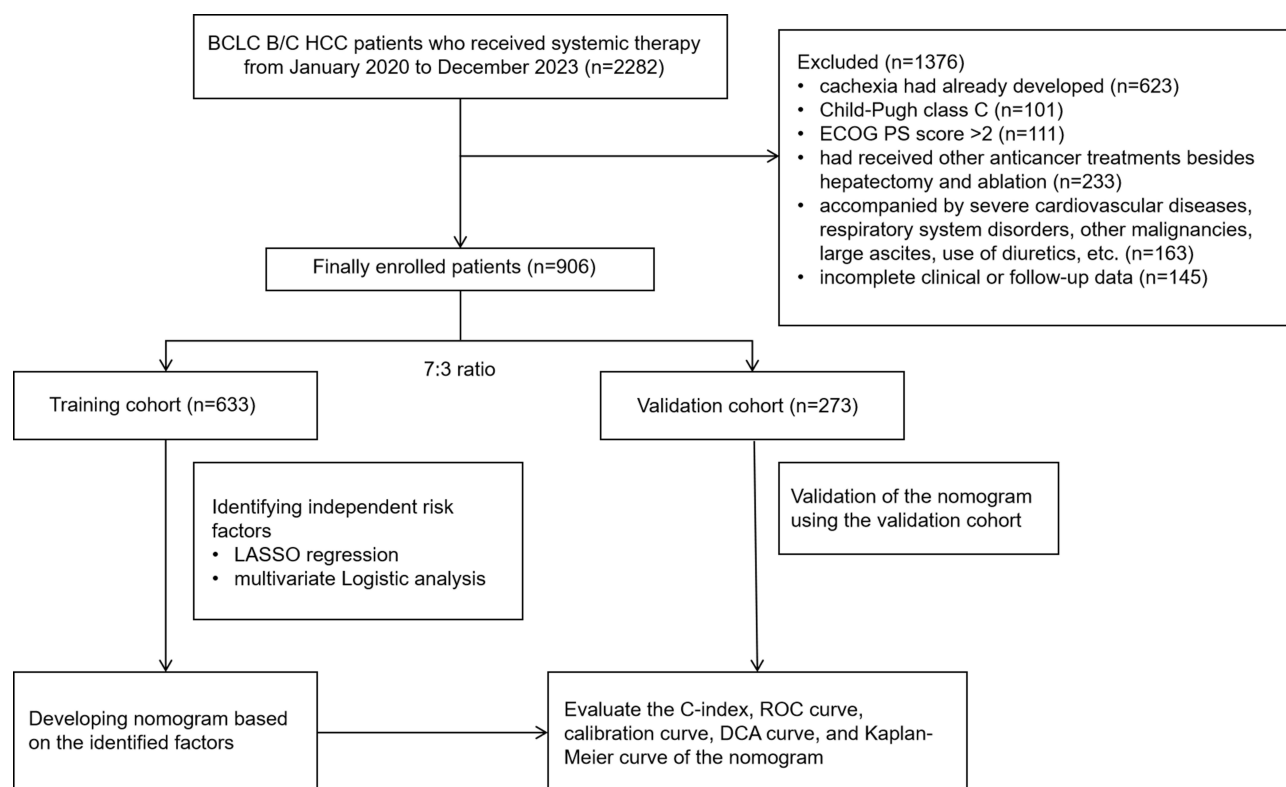 BCLC B/C HCC patients who received systemic therapy
from January 2020 to December 2023 (n=2282)
Excluded (n=1376)
• cachexia had already developed (n=623)
• Child-Pugh class C (n=101)
• ECOG PS score >2 (n=111)
• had received other anticancer treatments besides
hepatectomy and ablation (n=233)
• accompanied by severe cardiovascular diseases,
respiratory system disorders, other malignancies,
large ascites, use of diuretics, etc. (n=163)
• incomplete clinical or follow-up data (n=145)
Finally enrolled patients (n=906)
7:3 ratio
Training cohort (n=633)
Validation cohort (n=273)
Identifying independent risk
factors
• LASSO regression
• multivariate Logistic analysis
Validation of the nomogram
using the validation cohort
Developing nomogram based
on the identified factors
Evaluate the C-index, ROC curve,
calibration curve, DCA curve, and Kaplan-
Meier curve of the nomogram